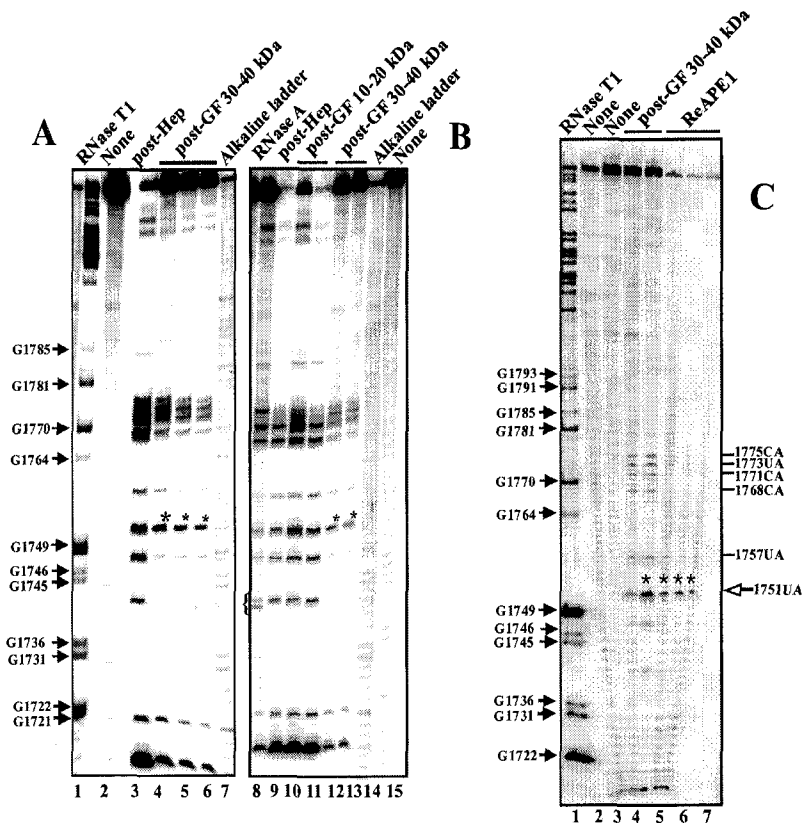 A
RNase T1
None
post-Hep
post-GF 30-40 kDa
Alkaline ladder
RNase A
post-Hep
post-GF 10-20 kDa
post-GF 30-40 kDa
Alkaline ladder
None
B
G1785
G1781
G1770
G1764
G1749
G1746
G1745
G1736
G1731
G1722
G1721
* * *
* *
{
1 2 3 4 5 6 7
8 9 10 11 12 13 14 15
RNase T1
None
None
post-GF 30-40 kDa
ReAPE1
C
G1793
G1791
G1785
G1781
G1770
G1764
G1749
G1746
G1745
G1736
G1731
G1722
1775CA
1773UA
1771CA
1768CA
1757UA
1751UA
* * * *
1 2 3 4 5 6 7